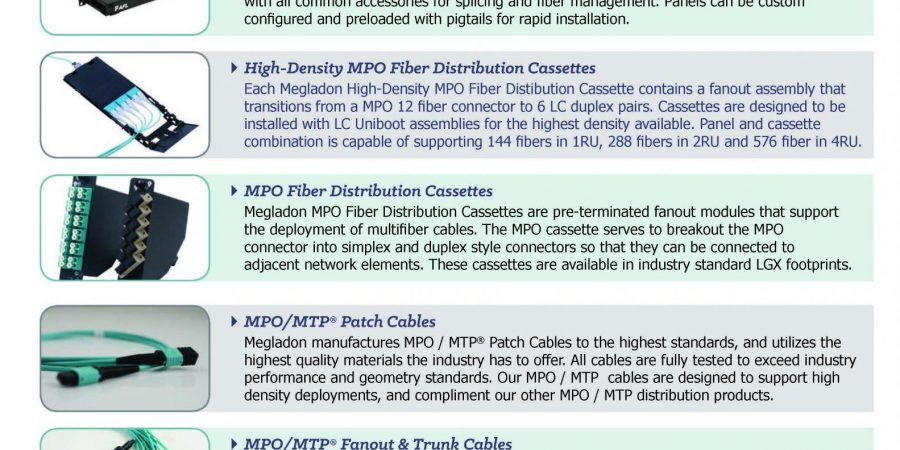 with all common accessories for splicing and fiber management. Panels can be custom
configured and preloaded with pigtails for rapid installation.
High-Density MPO Fiber Distribution Cassettes
Each Megladon High-Density MPO Fiber Distibution Cassette contains a fanout assembly that
transitions from a MPO 12 fiber connector to 6 LC duplex pairs. Cassettes are designed to be
installed with LC Uniboot assemblies for the highest density available. Panel and cassette
combination is capable of supporting 144 fibers in 1RU, 288 fibers in 2RU and 576 fiber in 4RU.
MPO Fiber Distribution Cassettes
Megladon MPO Fiber Distribution Cassettes are pre-terminated fanout modules that support
the deployment of multifiber cables. The MPO cassette serves to breakout the MPO
connector into simplex and duplex style connectors so that they can be connected to
adjacent network elements. These cassettes are available in industry standard LGX footprints.
MPO/MTP® Patch Cables
Megladon manufactures MPO / MTP® Patch Cables to the highest standards, and utilizes the
highest quality materials the industry has to offer. All cables are fully tested to exceed industry
performance and geometry standards. Our MPO / MTP cables are designed to support high
density deployments, and compliment our other MPO / MTP distribution products.
MPO/MTP® Fanout & Trunk Cables